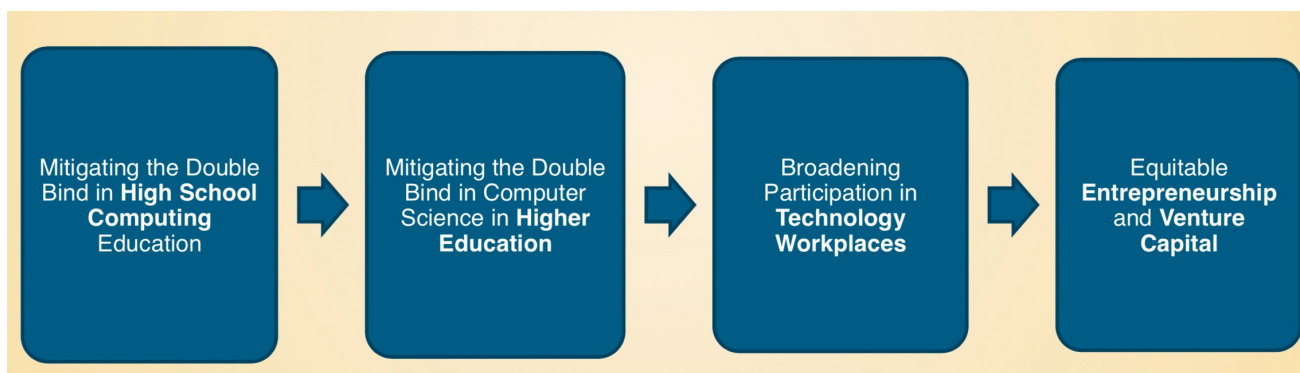 Mitigating the Double
Bind in High School
Computing
Education
Mitigating the Double
Bind in Computer
Science in Higher
Education
Broadening
Participation in
Technology
Workplaces
Equitable
Entrepreneurship
and Venture
Capital